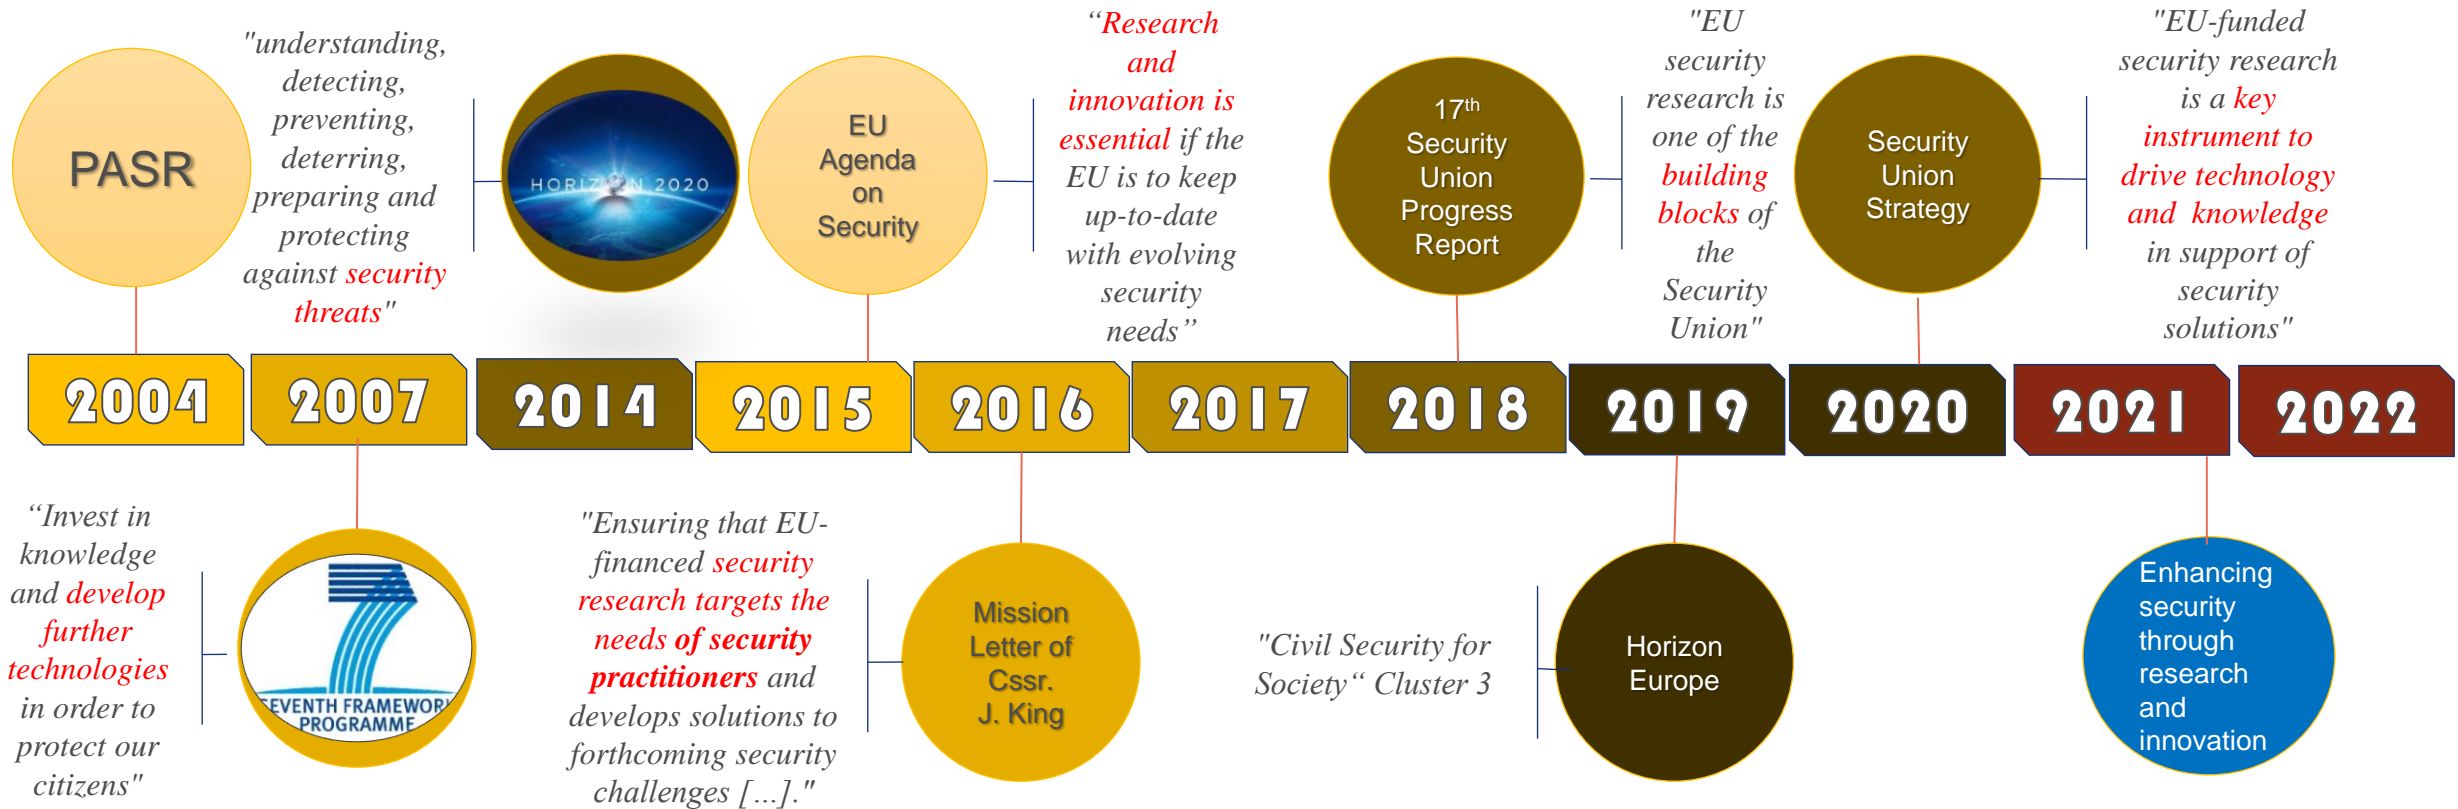 PASR
"understanding,
detecting,
preventing,
deterring,
preparing and
protecting
against security
threats"
HORIZON 2020
EU
Agenda
on
Security
“Research
and
innovation is
essential if the
EU is to keep
up-to-date
with evolving
security
needs”
17th
Security
Union
Progress
Report
"EU
security
research is
one of the
building
blocks of
the
Security
Union"
Security
Union
Strategy
"EU-funded
security research
is a key
instrument to
drive technology
and knowledge
in support of
security
solutions"
2004
2007
2014
2015
2016
2017
2018
2019
2020
2021
2022
“Invest in
knowledge
and develop
further
technologies
in order to
protect our
citizens"
7
EVENTH FRAMEWOR
PROGRAMME
"Ensuring that EU-
financed security
research targets the
needs of security
practitioners and
develops solutions to
forthcoming security
challenges […]."
Mission
Letter of
Cssr.
J. King
"Civil Security for
Society“ Cluster 3
Horizon
Europe
Enhancing
security
through
research
and
innovation